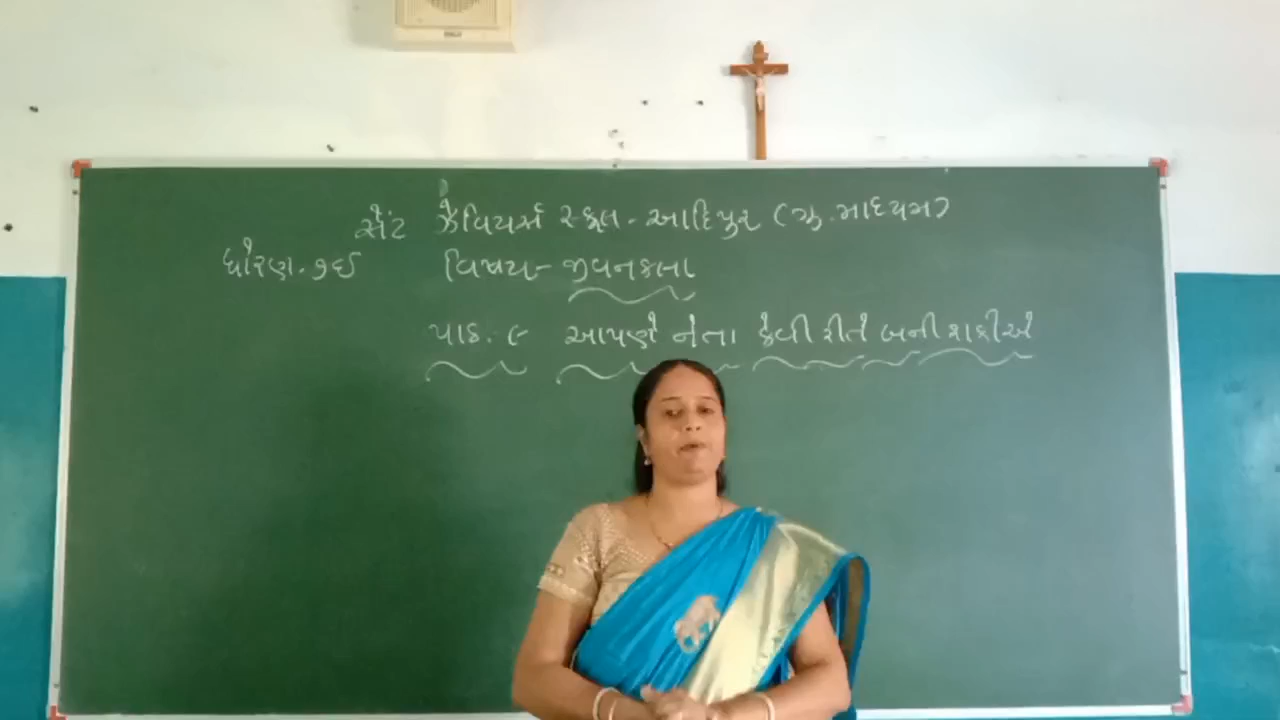 સેંટ ઝેવિયર્સ સ્કૂલ. આદિપુર (ગુ. માધ્યમ)
ધોરણ. ૭ઈ વિષય- જીવનકલા
પાઠ. ૯ આપણે નેતા કેવી રીતે બની શકીએ